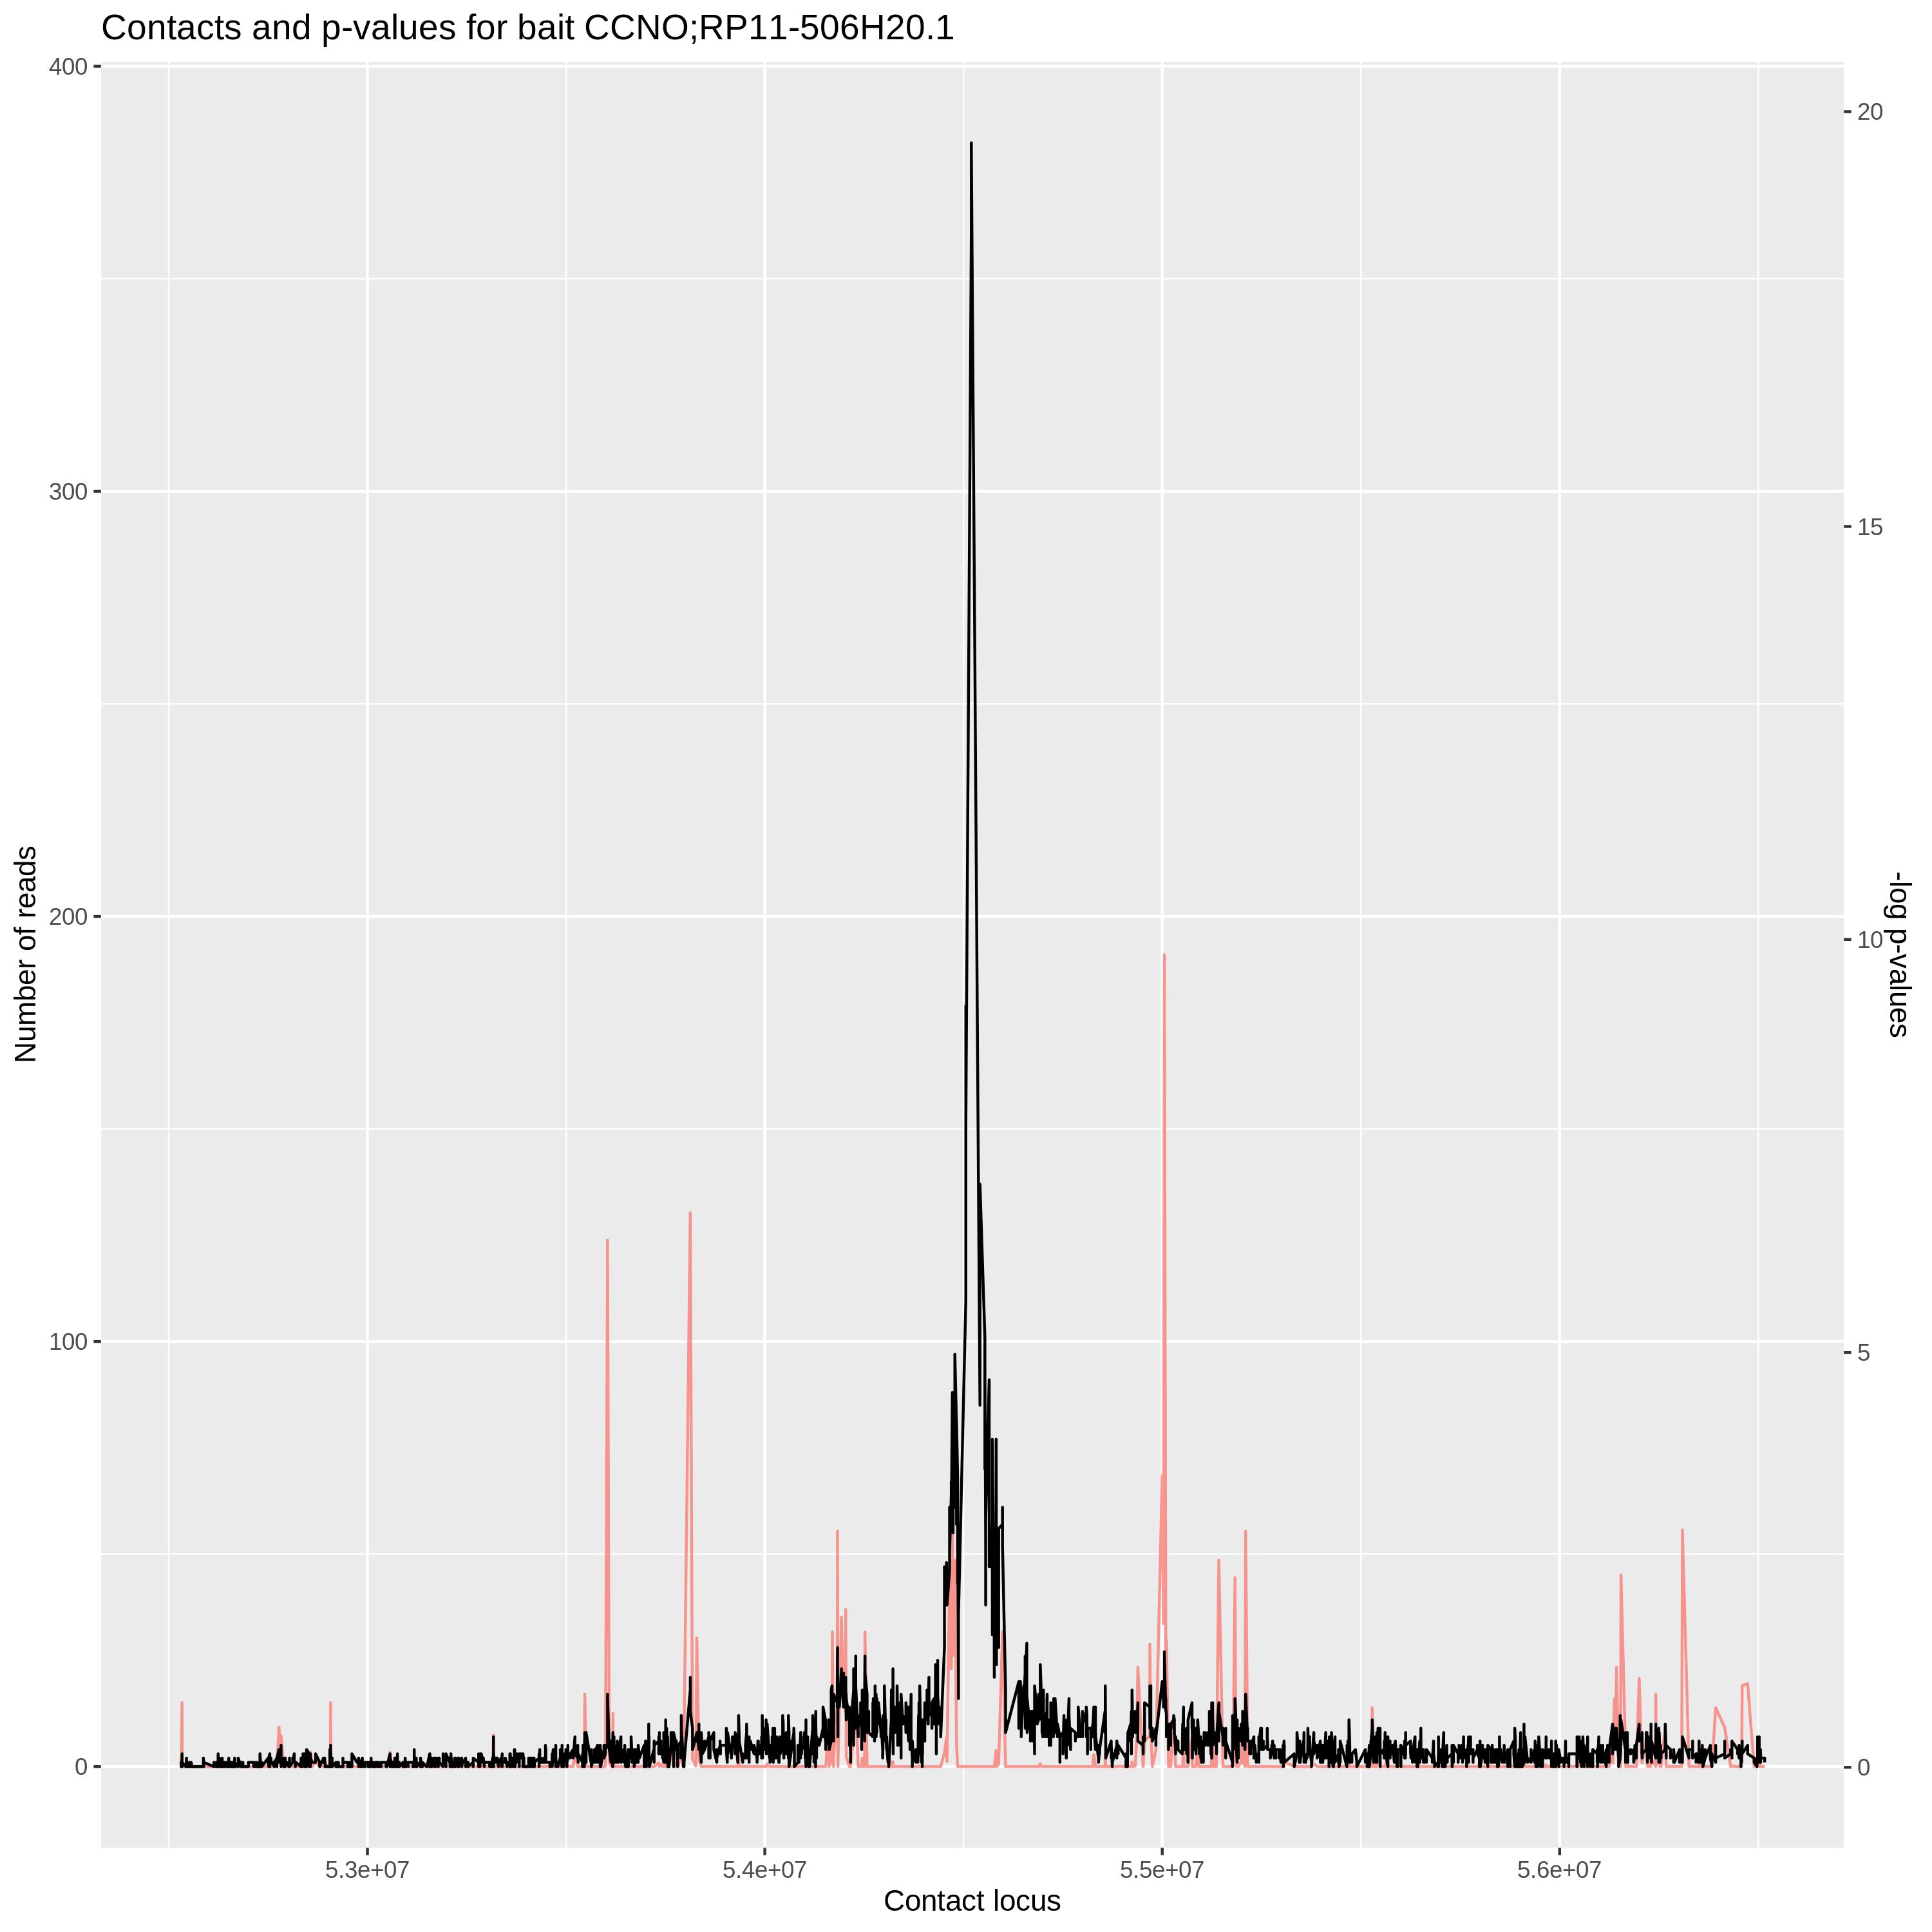 Contacts and p-values for bait CCNO;RP11-506H20.1
400
300
200
100
0
Number of reads
20
15
10
5
0
-log p-values
5.3e+07 5.4e+07 5.5e+07 5.6e+07
Contact locus